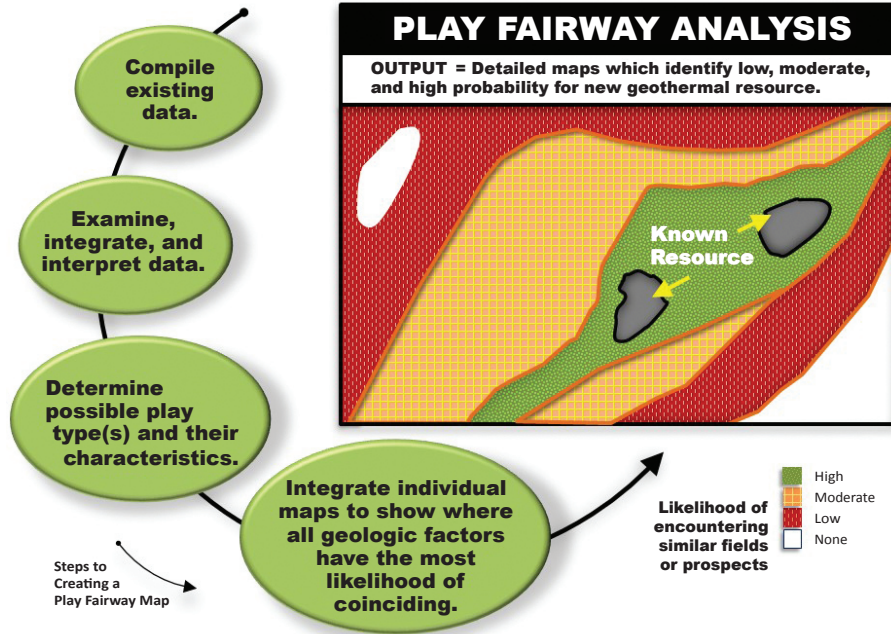 Compile
existing
data.
Examine,
integrate, and
interpret data.
Determine
possible play
type(s) and their
characteristics.
Integrate individual
maps to show where
all geologic factors
have the most
likelihood of
coinciding.
Steps to
Creating a
Play Fairway Map
PLAY FAIRWAY ANALYSIS
OUTPUT = Detailed maps which identify low, moderate,
and high probability for new geothermal resource.
Known
Resource
Likelihood of
encountering
similar fields
or prospects
High
Moderate
Low
None